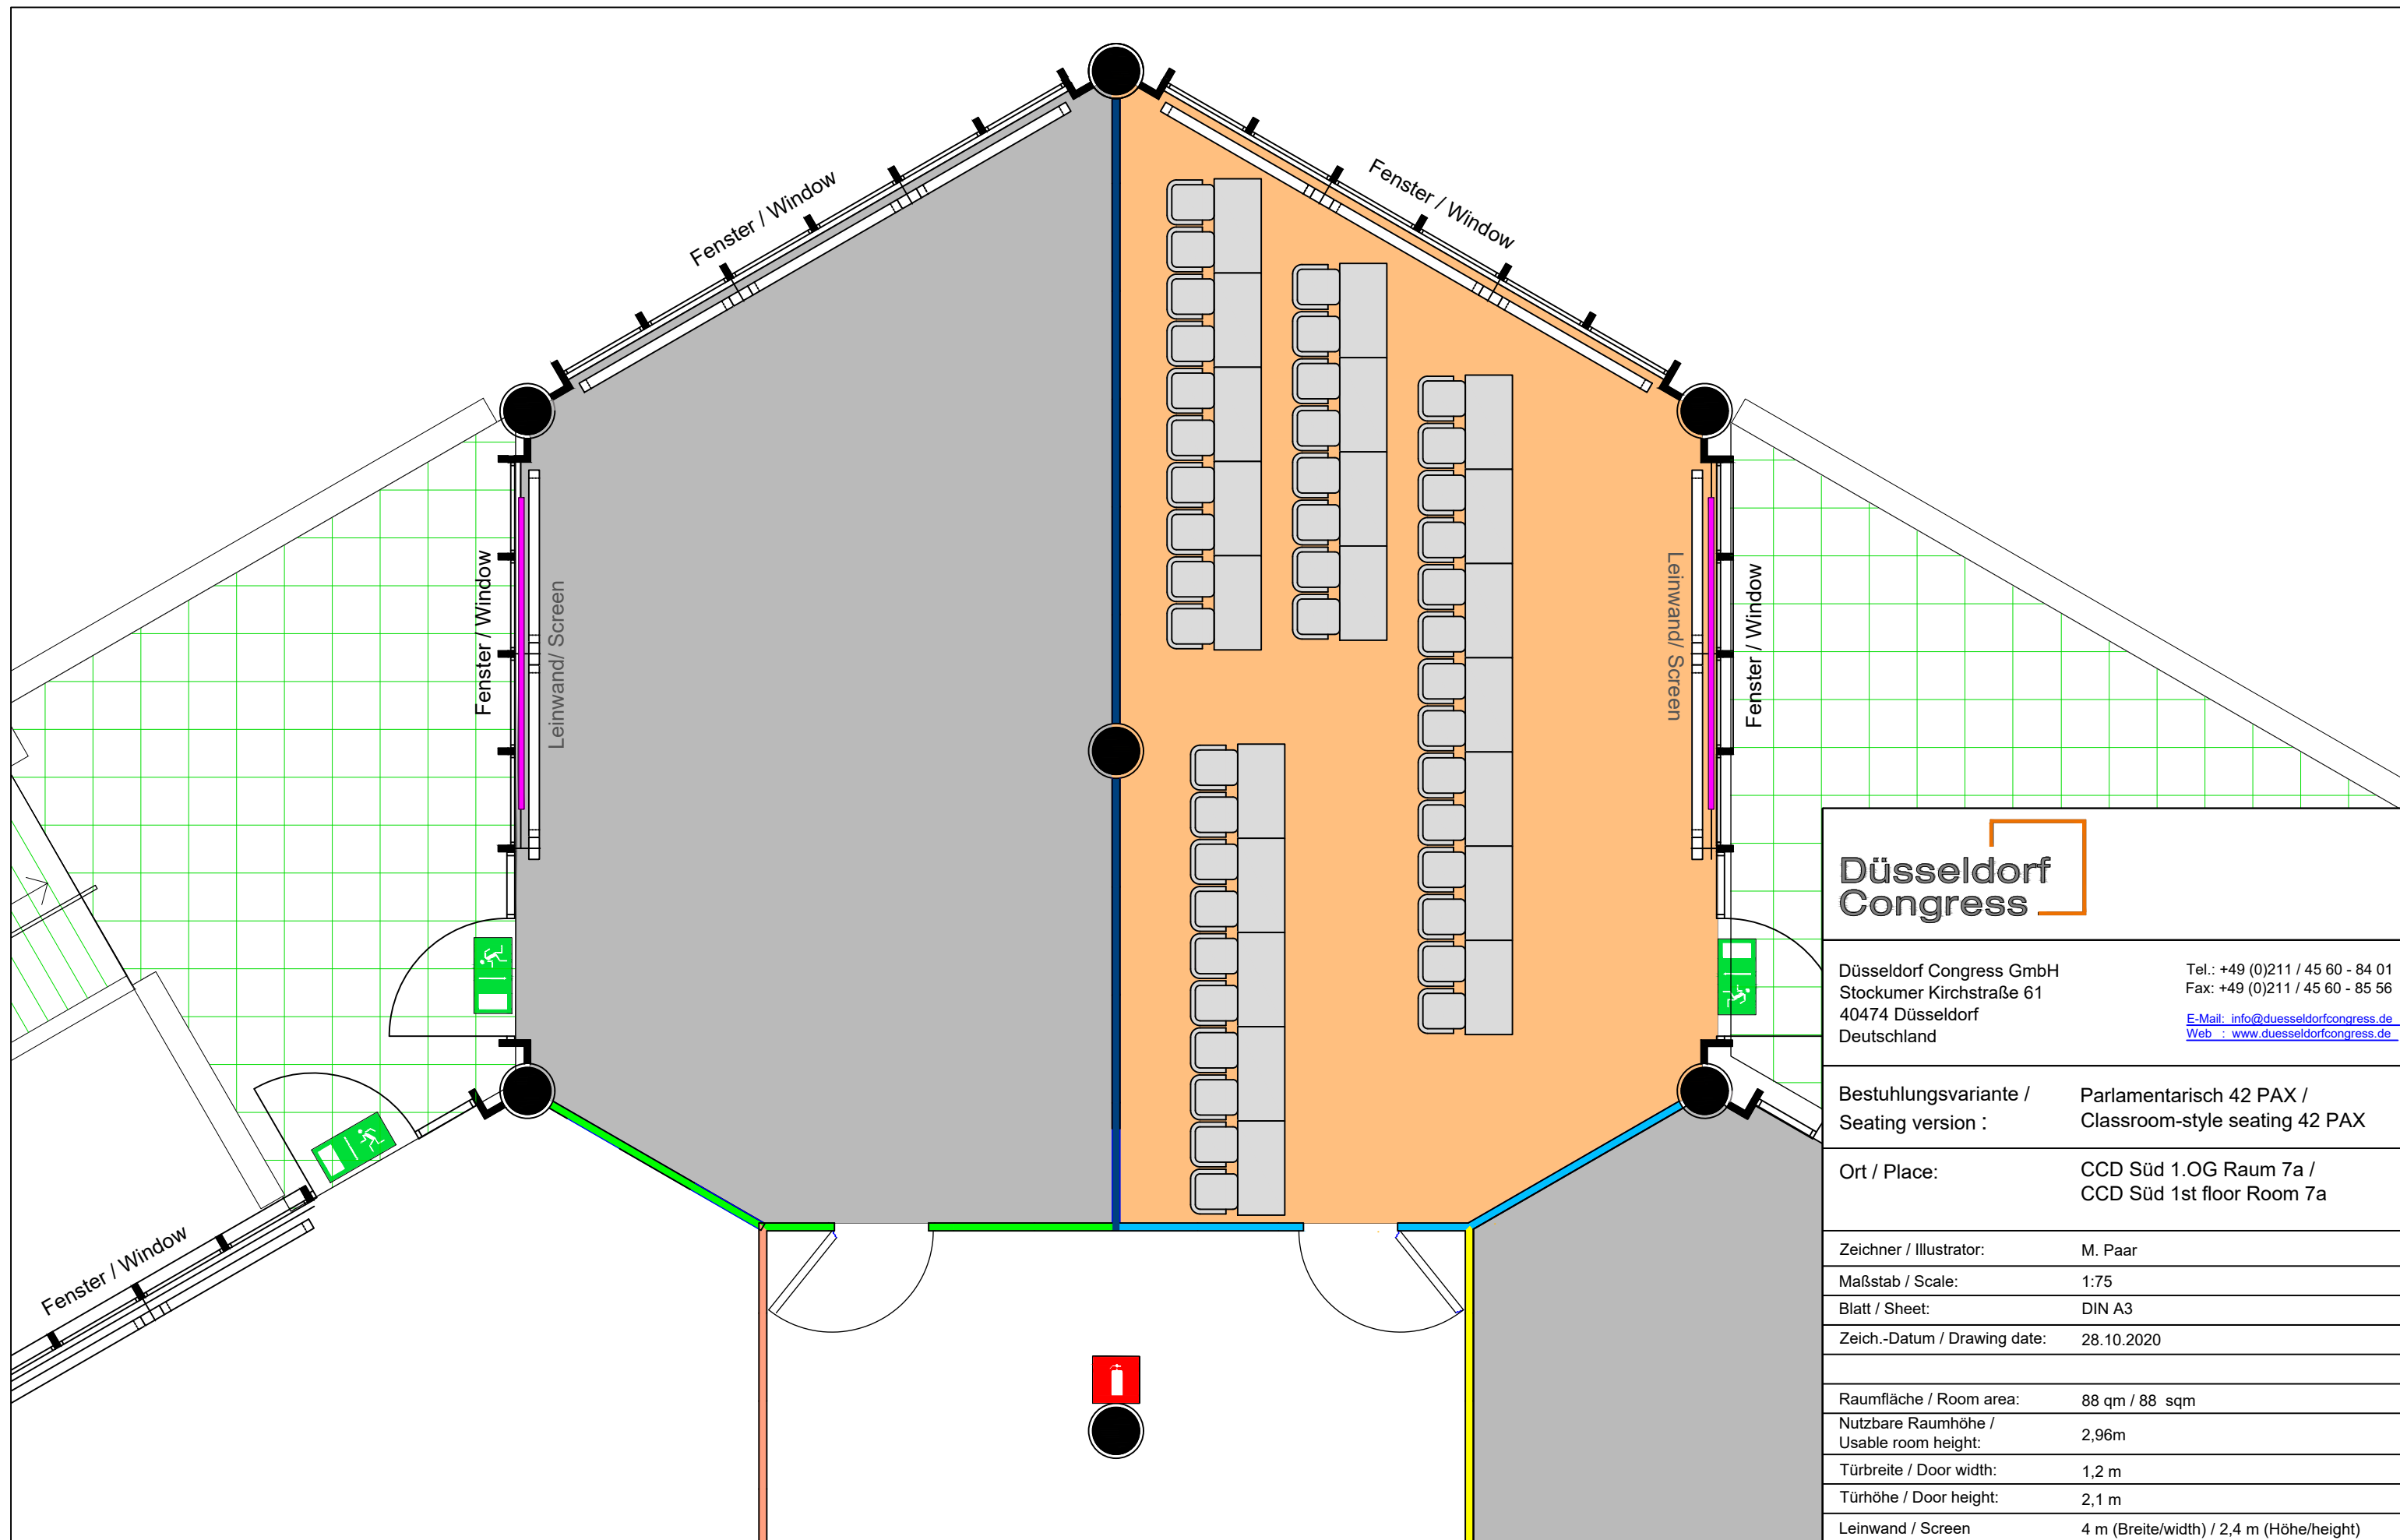 Fenster / Window
Fenster / Window
Fenster / Window
Leinwand/ Screen
Leinwand/ Screen
Fenster / Window
Fenster / Window
Düsseldorf
Congress
Düsseldorf Congress GmbH
Stockumer Kirchstraße 61
40474 Düsseldorf
Deutschland
Tel.: +49 (0)211 / 45 60 - 84 01
Fax: +49 (0)211 / 45 60 - 85 56
E-Mail: info@duesseldorfcongress.de
Web : www.duesseldorfcongress.de
Bestuhlungsvariante / Parlamentarisch 42 PAX /
Seating version : Classroom-style seating 42 PAX
Ort / Place: CCD Süd 1.OG Raum 7a /
CCD Süd 1st floor Room 7a
Zeichner / Illustrator: M. Paar
Maßstab / Scale: 1:75
Blatt / Sheet: DIN A3
Zeich.-Datum / Drawing date: 28.10.2020
Raumfläche / Room area: 88 qm / 88 sqm
Nutzbare Raumhöhe /
Usable room height: 2,96m
Türbreite / Door width: 1,2 m
Türhöhe / Door height: 2,1 m
Leinwand / Screen 4 m (Breite/width) / 2,4 m (Höhe/height)